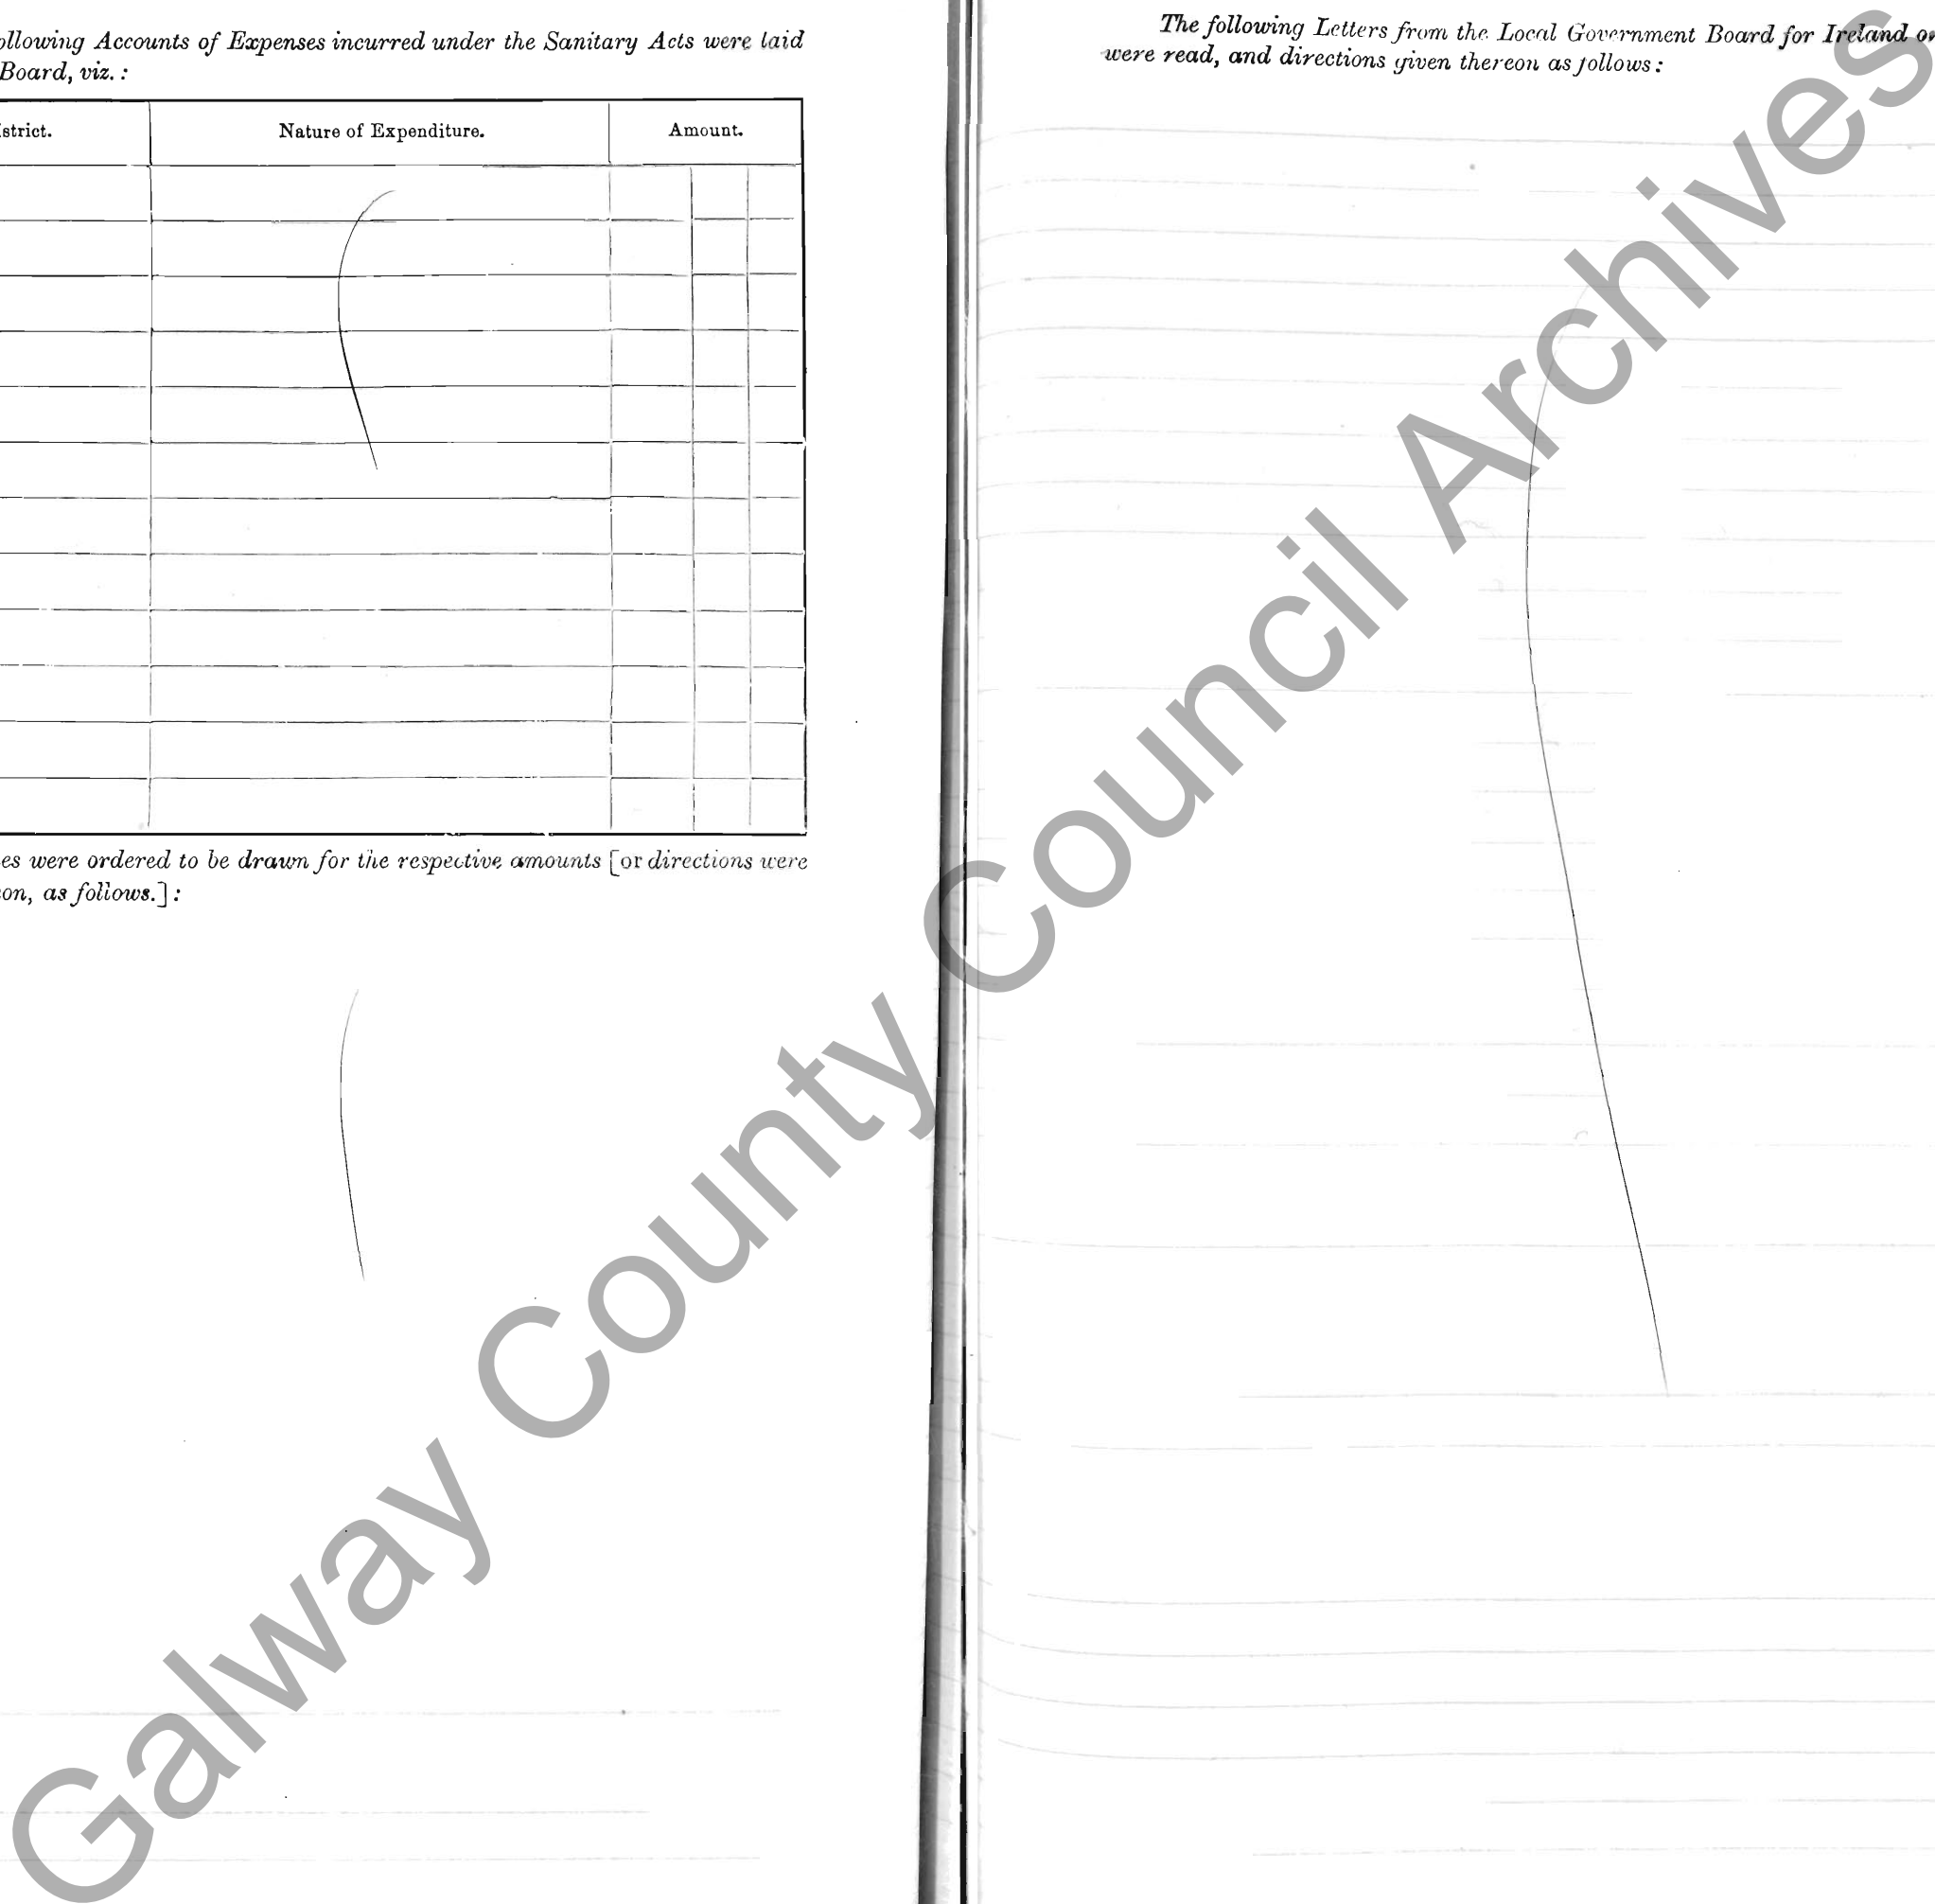 ollowing Accounts of Expenses incurred under the Sanitary Acts were laid
Board, viz. :
strict.
Nature of Expenditure.
Amount.
es were ordered to be drawn for the respective amounts [or directions were
on, as follows.] :
The following Letters from the Local Government Board for Ireland or
were read, and directions given thereon as follows :
Galway County Council Archives